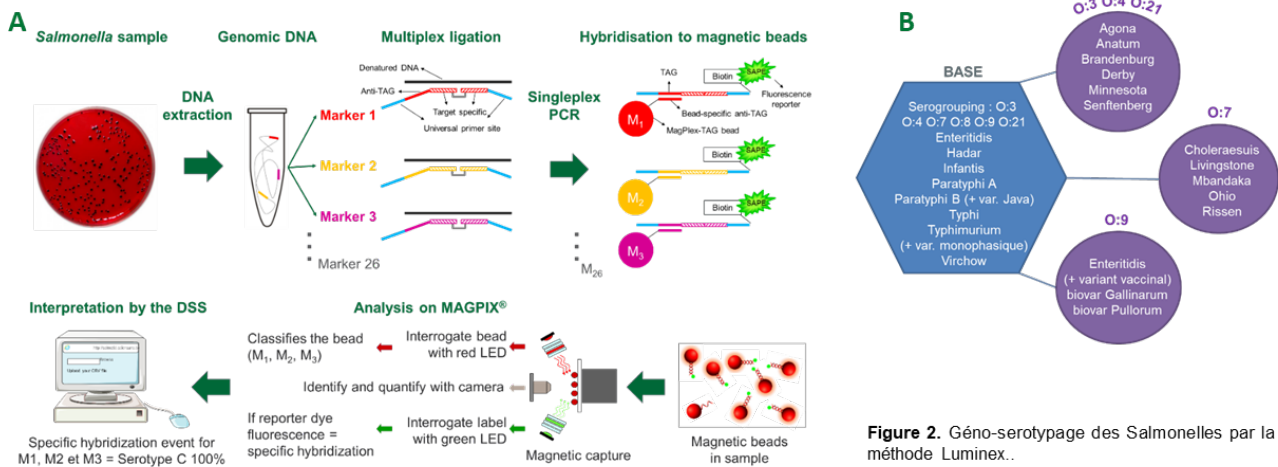 A
Salmonella sample
Genomic DNA
Multiplex ligation
Hybridisation to magnetic beads
DNA
extraction
Denatured DNA
Anti-TAG
Target specific
Universal primer site
Marker 1
Marker 2
Marker 3
Marker 26
Singleplex
PCR
TAG
Biotin
SAPE
Fluorescence
reporter
Bead-specific anti-TAG
MagPlex-TAG bead
M1
Biotin
SAPE
M2
Biotin
SAPE
M3
M26
Interpretation by the DSS
Analysis on MAGPIX®
Classifies the bead
(M1, M2, M3)
Interrogate bead
with red LED
Identify and quantify with camera
If reporter dye
fluorescence =
specific hybridization
Interrogate label
with green LED
Magnetic capture
Magnetic beads
in sample
Specific hybridization event for
M1, M2 et M3 = Serotype C 100%
B
BASE
Serogrouping : O:3
O:4 O:7 O:8 O:9 O:21
Enteritidis
Hadar
Infantis
Paratyphi A
Paratyphi B (+ var. Java)
Typhi
Typhimurium
(+ var. monophasique)
Virchow
O:3 O:4 O:21
Agona
Anatum
Brandenburg
Derby
Minnesota
Senftenberg
O:7
Choleraesuis
Livingstone
Mbandaka
Ohio
Rissen
O:9
Enteritidis
(+ variant vaccinal)
biovar Gallinarum
biovar Pullorum
Figure 2. Géno-serotypage des Salmonelles par la
méthode Luminex..